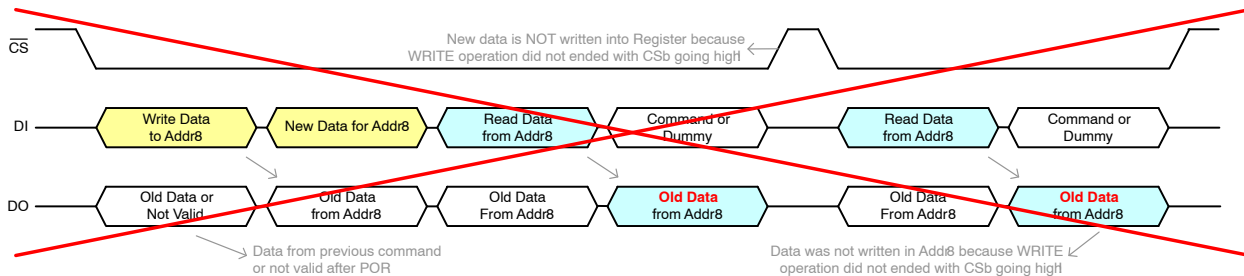 CS
New data is NOT written into Register because
WRITE operation did not ended with CSb going high
DI
Write Data
to Addr8
New Data for Addr8
Read Data
from Addr8
Command or
Dummy
Read Data
from Addr8
Command or
Dummy
DO
Old Data or
Not Valid
Old Data
from Addr8
Old Data
From Addr8
Old Data
from Addr8
Old Data
From Addr8
Old Data
from Addr8
Data from previous command
or not valid after POR
Data was not written in Addr8 because WRITE
operation did not ended with CSb going high